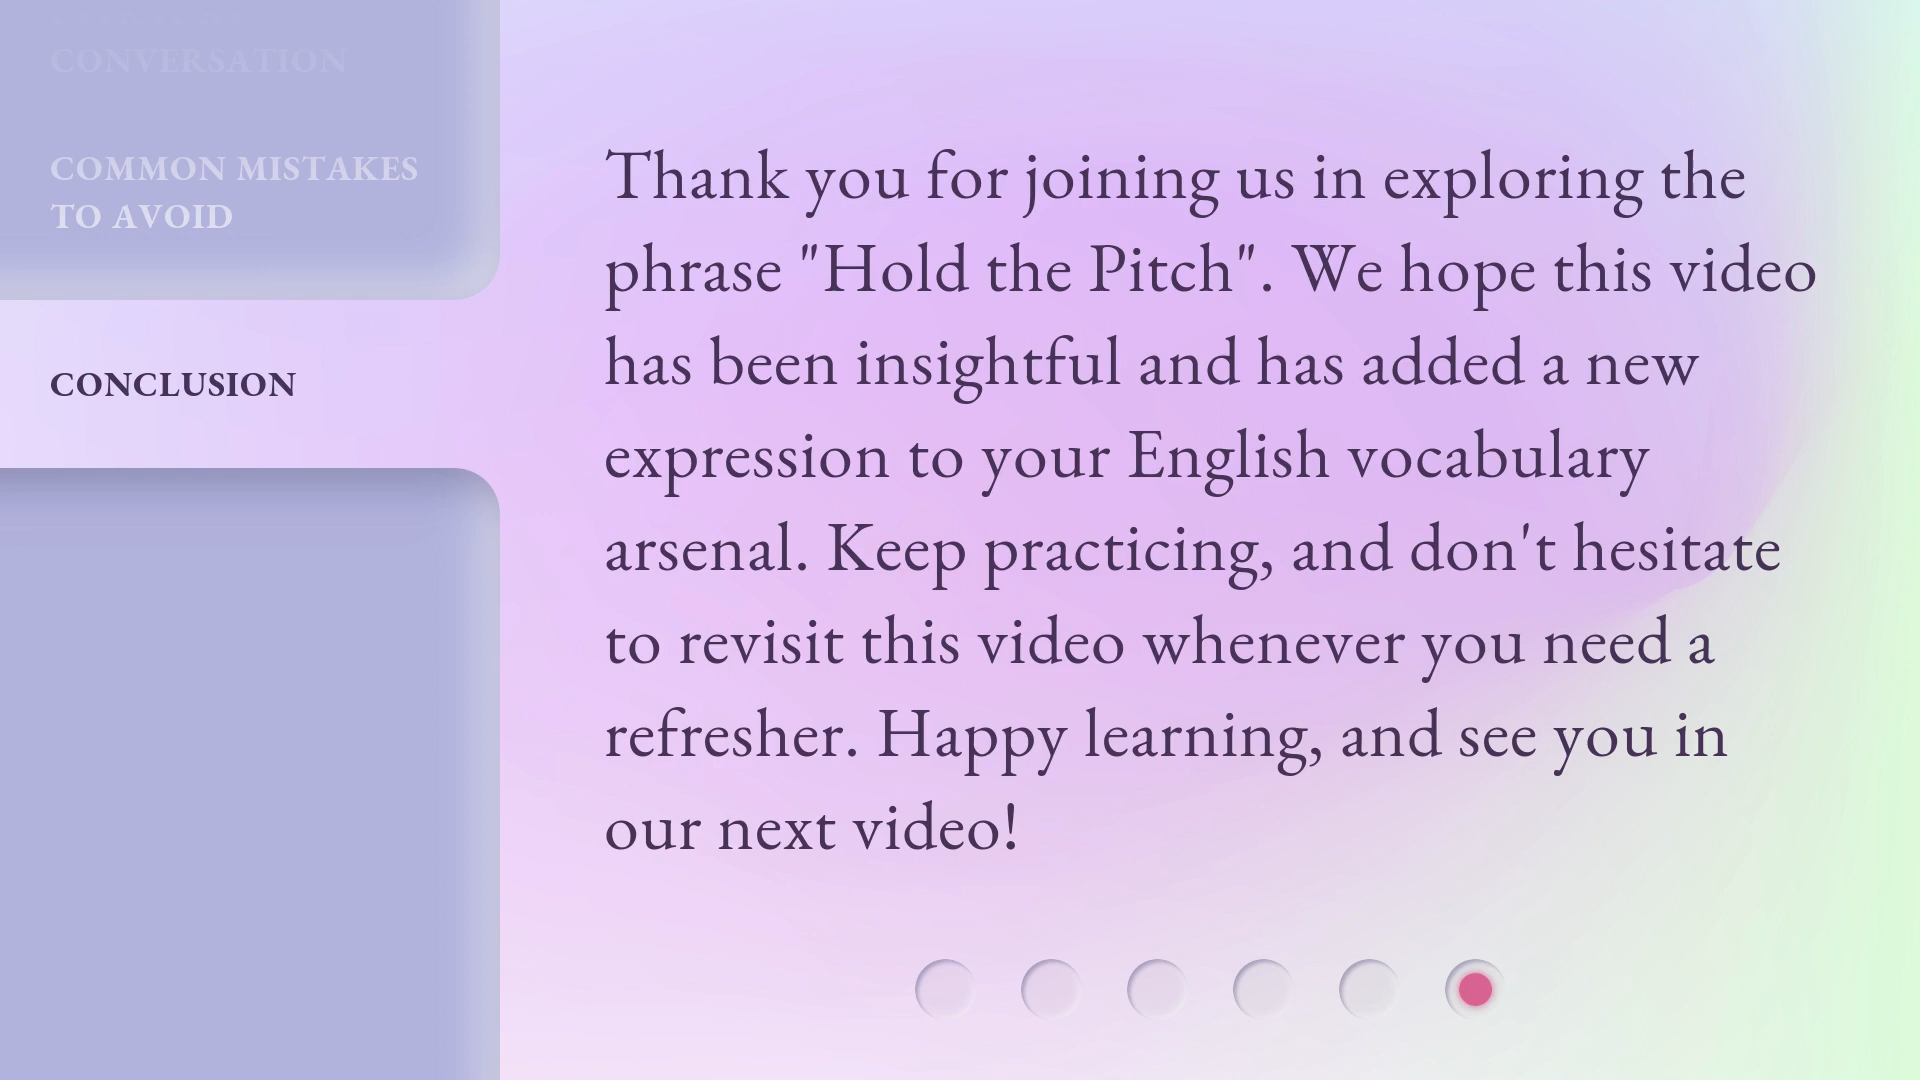 CONVERSATION
COMMON MISTAKES
TO AVOID
CONCLUSION
Thank you for joining us in exploring the
phrase "Hold the Pitch". We hope this video
has been insightful and has added a new
expression to your English vocabulary
arsenal. Keep practicing, and don't hesitate
to revisit this video whenever you need a
refresher. Happy learning, and see you in
our next video!